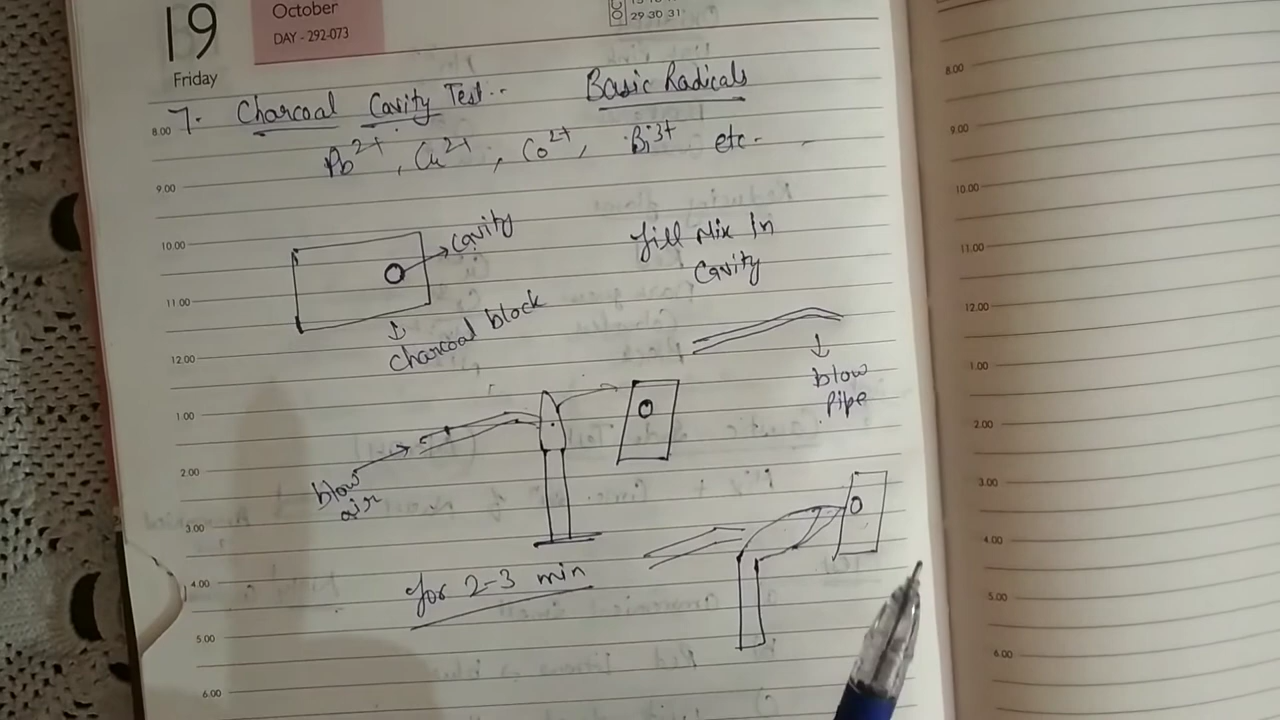 19
Friday
October
DAY - 292-073
29 30 31
7. Charcoal Cavity Test.. Basic Radicals
Pb2+, Cu2+, Co2+, Bi3+ etc.
cavity
fill Mix In
Cavity
Charcoal block
blow
Pipe
blow
air
for 2-3 min
8.00
9.00
10.00
11.00
12.00
1.00
2.00
3.00
4.00
5.00
6.00
8.00
9.00
10.00
11.00
12.00
1.00
2.00
3.00
4.00
5.00
6.00